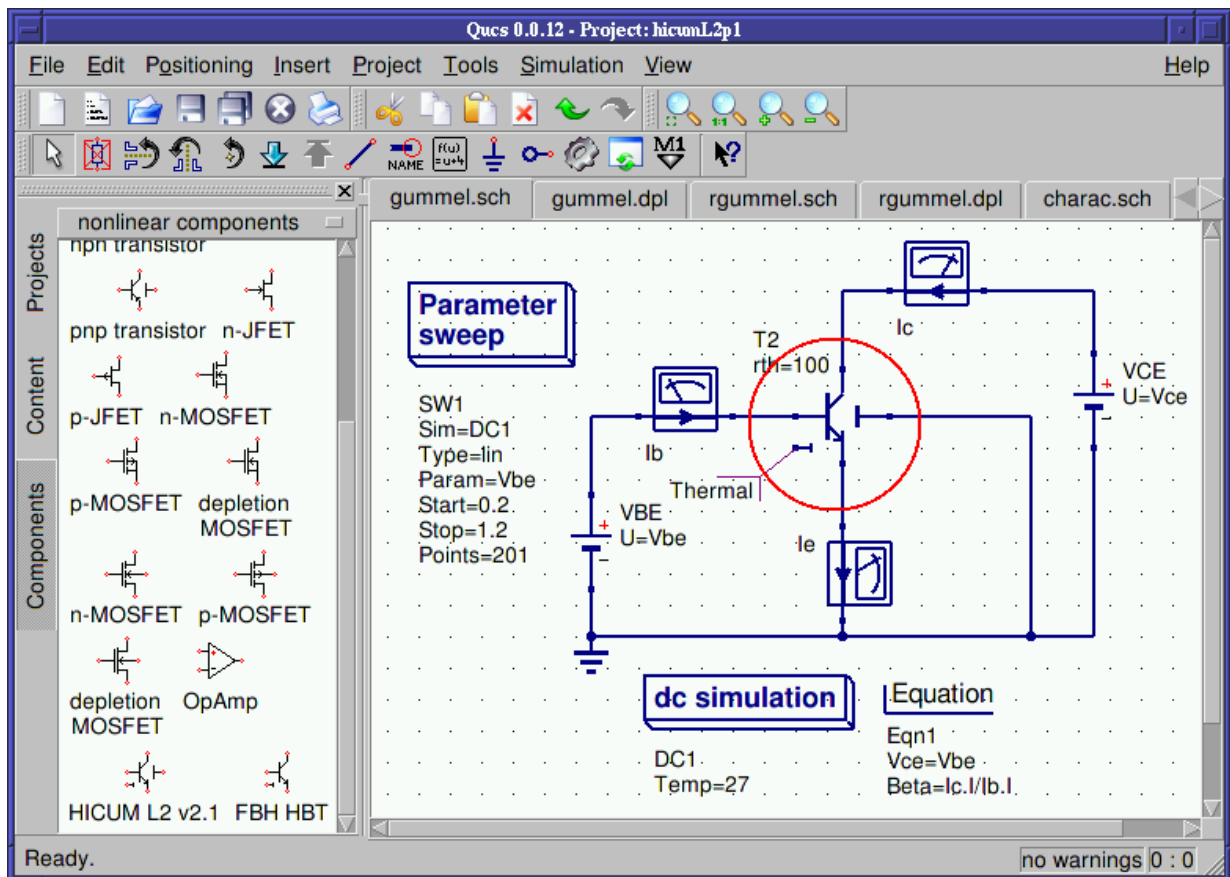 Qucs 0.0.12 - Project: hicumL2p1
File Edit Positioning Insert Project Tools Simulation View Help
1:1
NAME
f(ω)
=u+4
M1
gummel.sch gummel.dpl rgummel.sch rgummel.dpl charac.sch
Projects
Content
Components
nonlinear components
npn transistor
pnp transistor n-JFET
p-JFET n-MOSFET
p-MOSFET depletion
MOSFET
n-MOSFET p-MOSFET
depletion OpAmp
MOSFET
HICUM L2 v2.1 FBH HBT
Parameter
sweep
SW1
Sim=DC1
Type=lin
Param=Vbe
Start=0.2
Stop=1.2
Points=201
Ib
VBE
U=Vbe
T2
rth=100
Thermal
Ic
Ie
VCE
U=Vce
dc simulation
DC1
Temp=27
Equation
Eqn1
Vce=Vbe
Beta=Ic.I/Ib.I
Ready.
no warnings 0 : 0